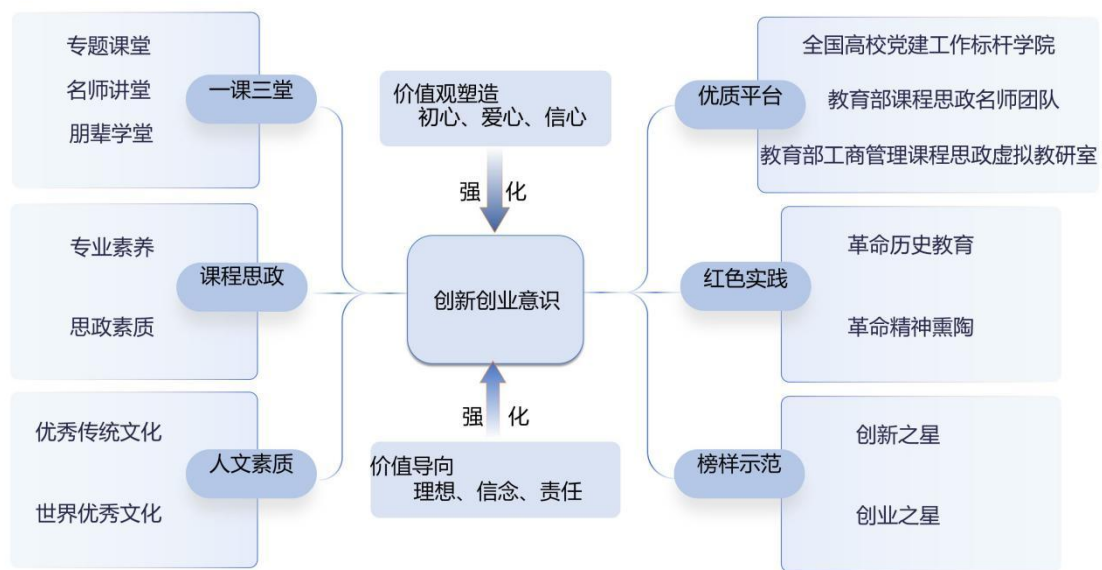 专题课堂
名师讲堂
朋辈学堂
一课三堂
专业素养
思政素质
课程思政
优秀传统文化
世界优秀文化
人文素质
价值观塑造
初心、爱心、信心
强 化
创新创业意识
强 化
价值导向
理想、信念、责任
优质平台
全国高校党建工作标杆学院
教育部课程思政名师团队
教育部工商管理课程思政虚拟教研室
红色实践
革命历史教育
革命精神熏陶
榜样示范
创新之星
创业之星